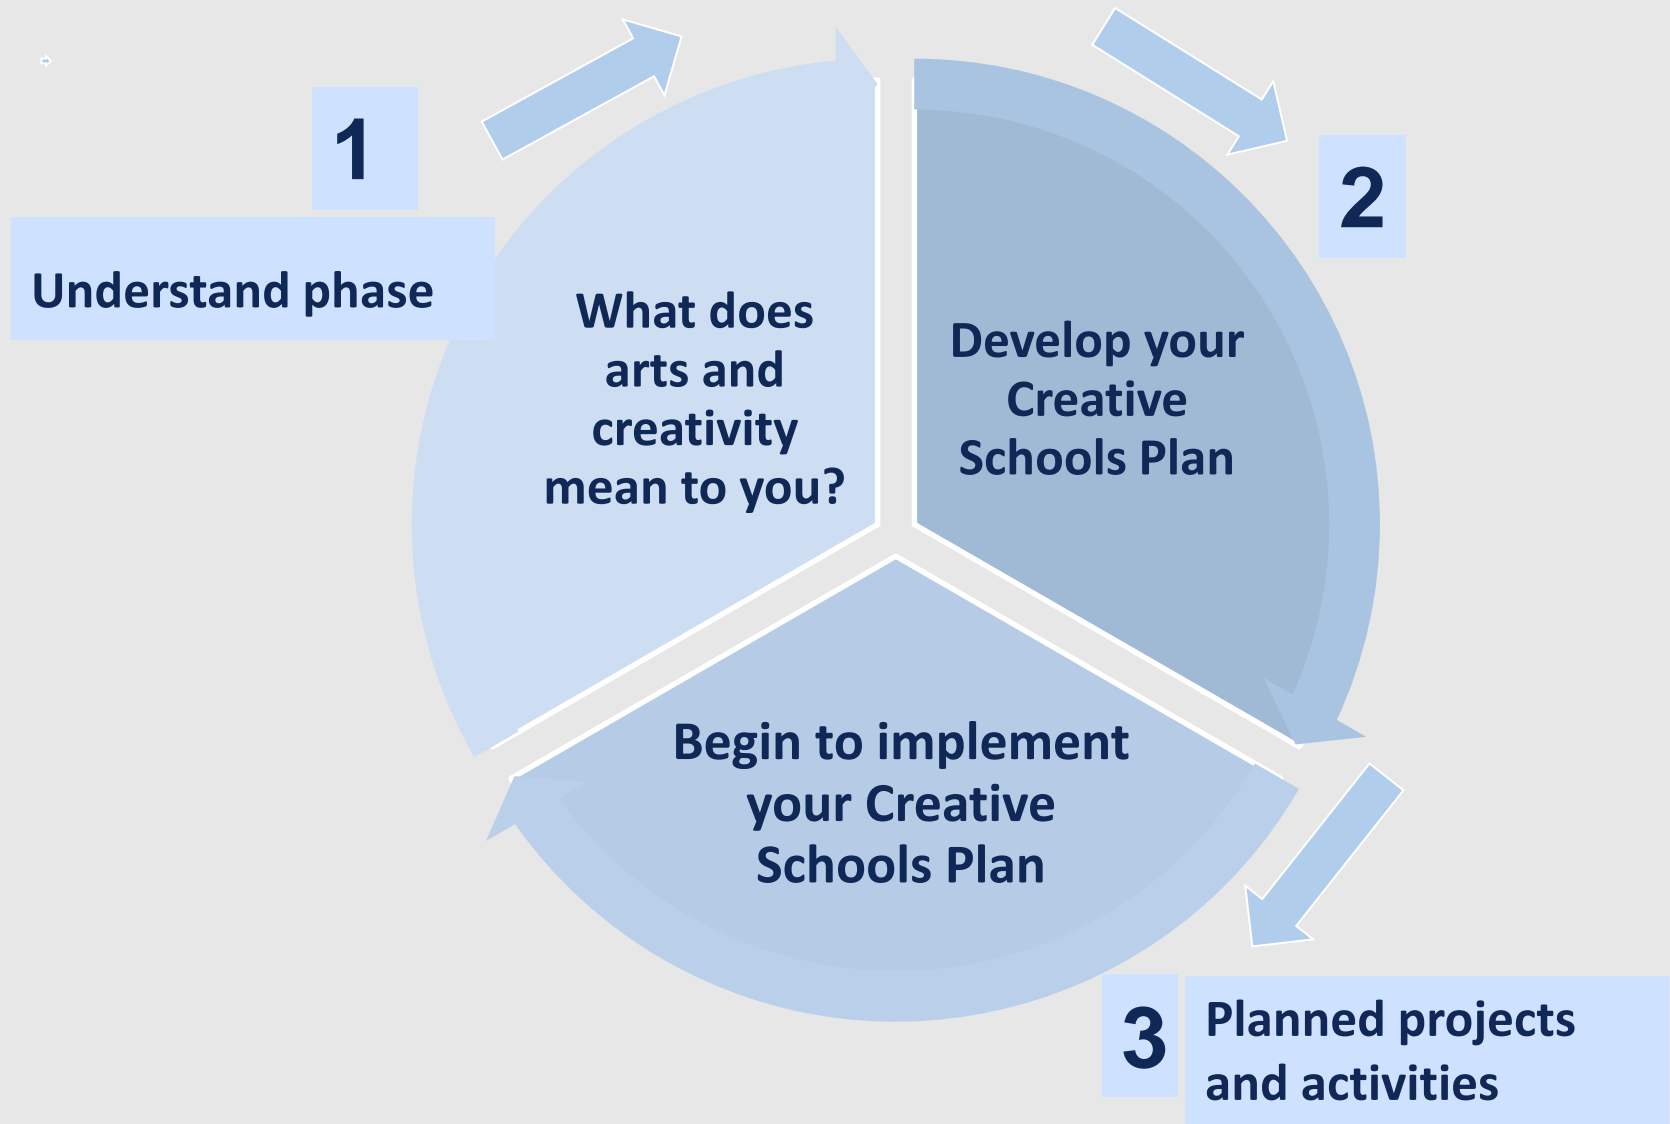 1
Understand phase
What does
arts and
creativity
mean to you?
2
Develop your
Creative
Schools Plan
Begin to implement
your Creative
Schools Plan
3
Planned projects
and activities